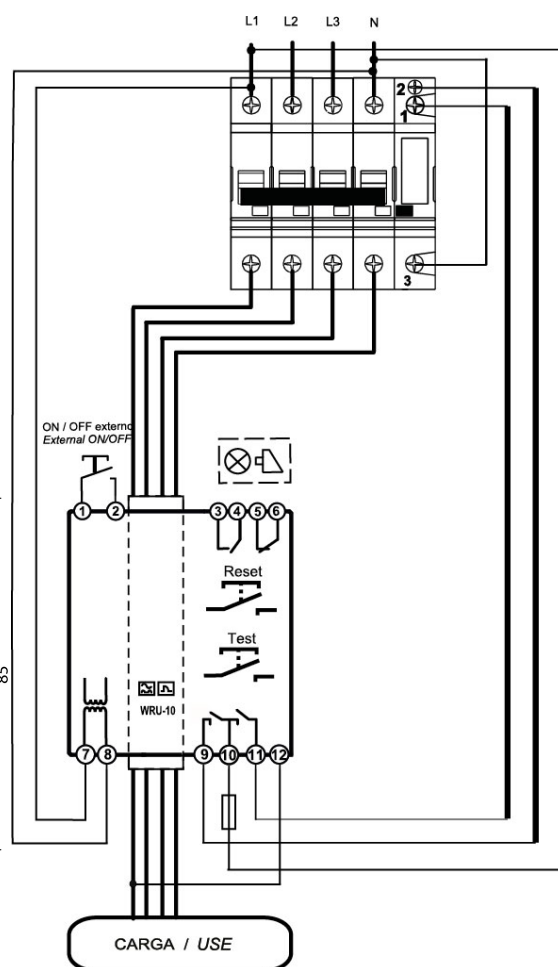 L1 L2 L3 N
2
1
3
ON / OFF externo
External ON/OFF
1 2 3 4 5 6
Reset
Test
85
WRU-10
7 8 9 10 11 12
CARGA / USE